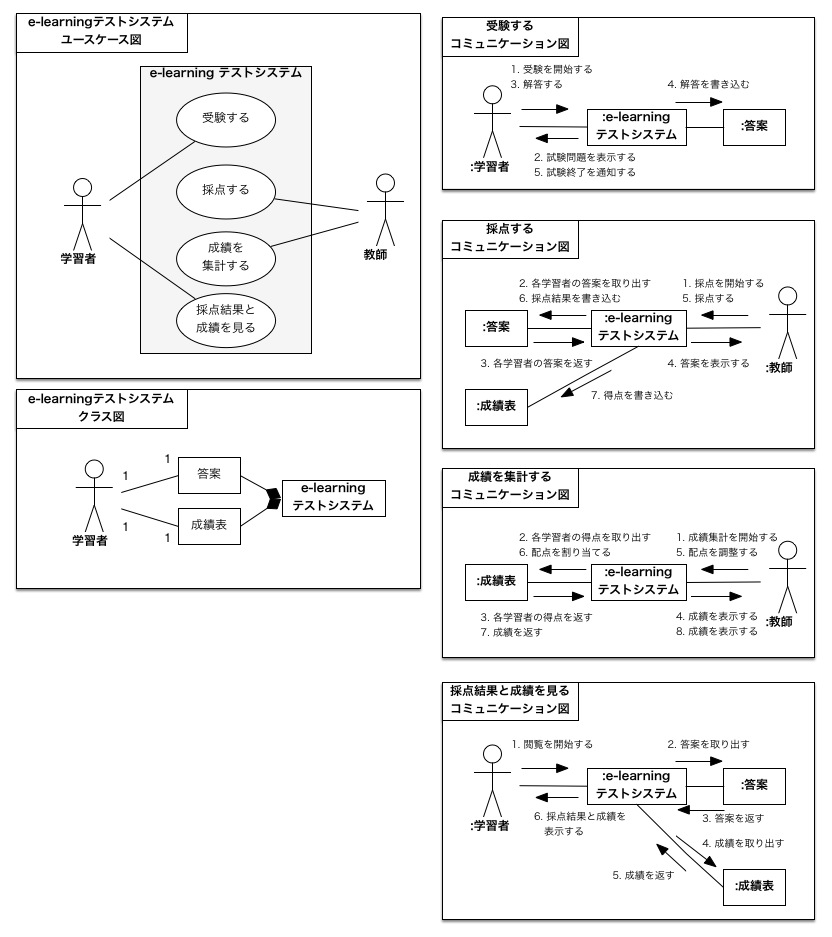 e-learningテストシステム
ユースケース図
e-learning テストシステム
受験する
採点する
成績を
集計する
採点結果と
成績を見る
学習者
教師
e-learningテストシステム
クラス図
学習者
1
1
1
1
答案
成績表
e-learning
テストシステム
受験する
コミュニケーション図
1. 受験を開始する
3. 解答する
4. 解答を書き込む
:e-learning
テストシステム
:答案
:学習者
2. 試験問題を表示する
5. 試験終了を通知する
採点する
コミュニケーション図
2. 各学習者の答案を取り出す
6. 採点結果を書き込む
1. 採点を開始する
5. 採点する
:答案
:e-learning
テストシステム
:教師
3. 各学習者の答案を返す
4. 答案を表示する
7. 得点を書き込む
:成績表
成績を集計する
コミュニケーション図
2. 各学習者の得点を取り出す
6. 配点を割り当てる
1. 成績集計を開始する
5. 配点を調整する
:成績表
:e-learning
テストシステム
:教師
3. 各学習者の得点を返す
7. 成績を返す
4. 成績を表示する
8. 成績を表示する
採点結果と成績を見る
コミュニケーション図
1. 閲覧を開始する
2. 答案を取り出す
:e-learning
テストシステム
:答案
:学習者
6. 採点結果と成績を
表示する
3. 答案を返す
4. 成績を取り出す
5. 成績を返す
:成績表